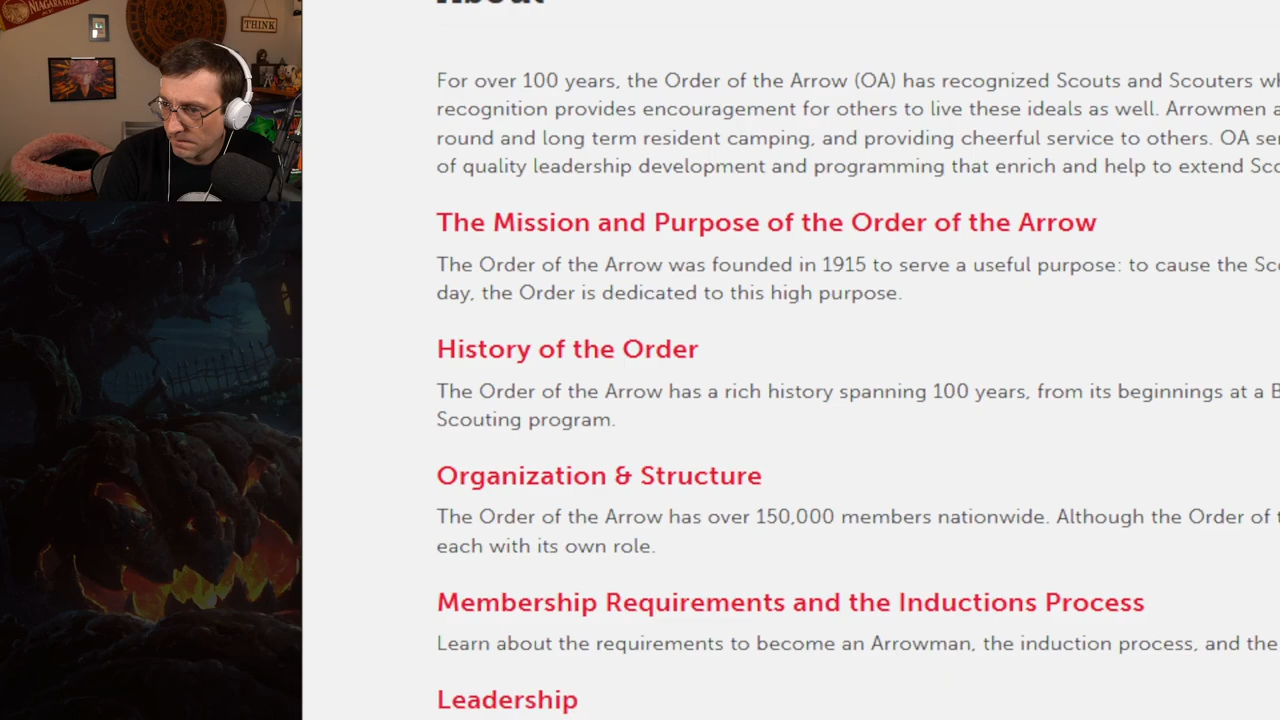 NIAGARA FALLS
THINK
About
For over 100 years, the Order of the Arrow (OA) has recognized Scouts and Scouters
recognition provides encouragement for others to live these ideals as well. Arrowmen
round and long term resident camping, and providing cheerful service to others. OA
of quality leadership development and programming that enrich and help to extend
The Mission and Purpose of the Order of the Arrow
The Order of the Arrow was founded in 1915 to serve a useful purpose: to cause the
day, the Order is dedicated to this high purpose.
History of the Order
The Order of the Arrow has a rich history spanning 100 years, from its beginnings at a
Scouting program.
Organization & Structure
The Order of the Arrow has over 150,000 members nationwide. Although the Order of
each with its own role.
Membership Requirements and the Inductions Process
Learn about the requirements to become an Arrowman, the induction process, and the
Leadership